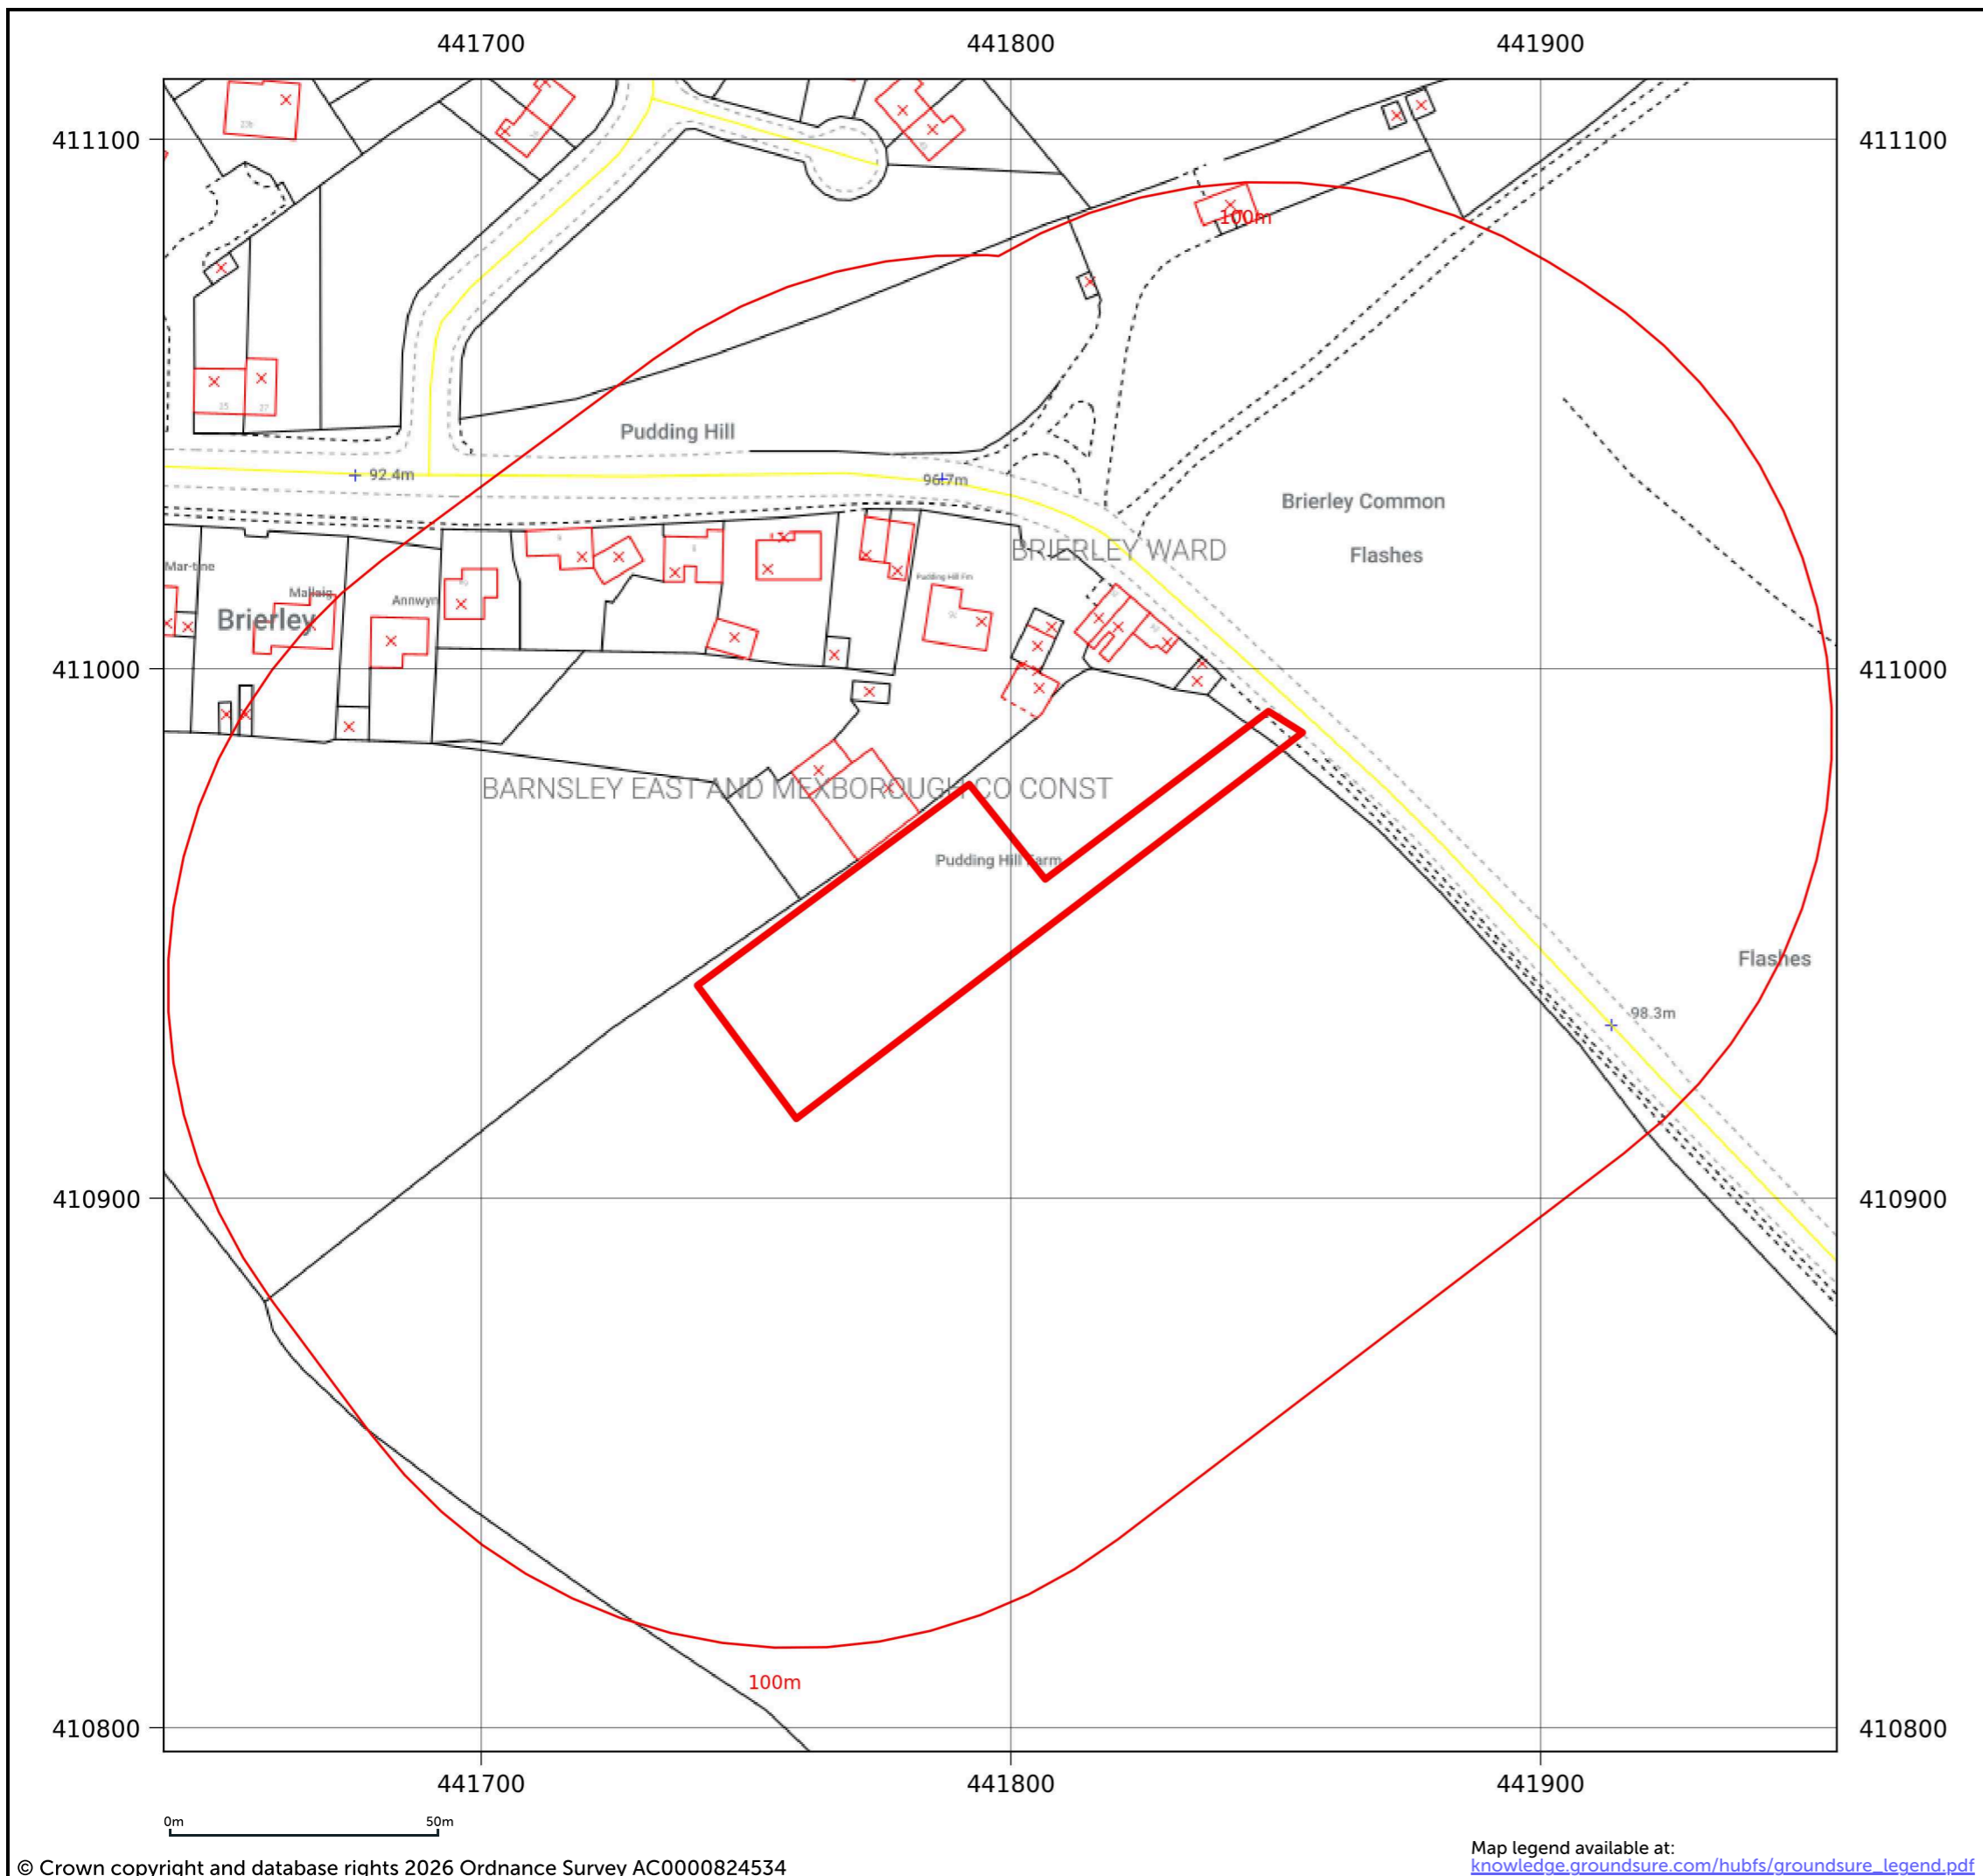 441700 441800 441900
411100 411100
100m
25 27
Pudding Hill
92.4m 96.7m
Brierley Common
BRIERLEY WARD
Flashes
Mar-tine
Pudding Hill Fm
Mallaig
Annwyn
Brierley
411000 411000
BARNSLEY EAST AND MEXBOROUGH CO CONST
Pudding Hill Farm
Flashes
98.3m
410900 410900
100m
410800 410800
441700 441800 441900
0m 50m
Map legend available at:
© Crown copyright and database rights 2026 Ordnance Survey AC0000824534
knowledge.groundsure.com/hubfs/groundsure_legend.pdf